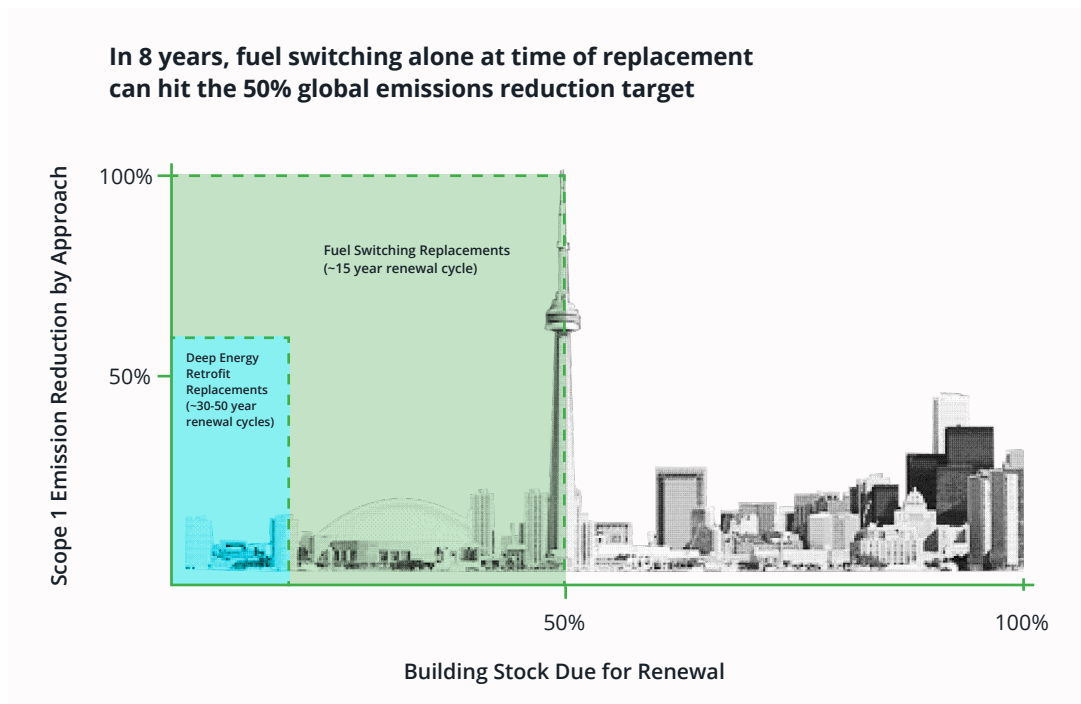 In 8 years, fuel switching alone at time of replacement
can hit the 50% global emissions reduction target
Scope 1 Emission Reduction by Approach
100%
50%
Fuel Switching Replacements
(~15 year renewal cycle)
Deep Energy
Retrofit
Replacements
(~30-50 year
renewal cycles)
50%
100%
Building Stock Due for Renewal